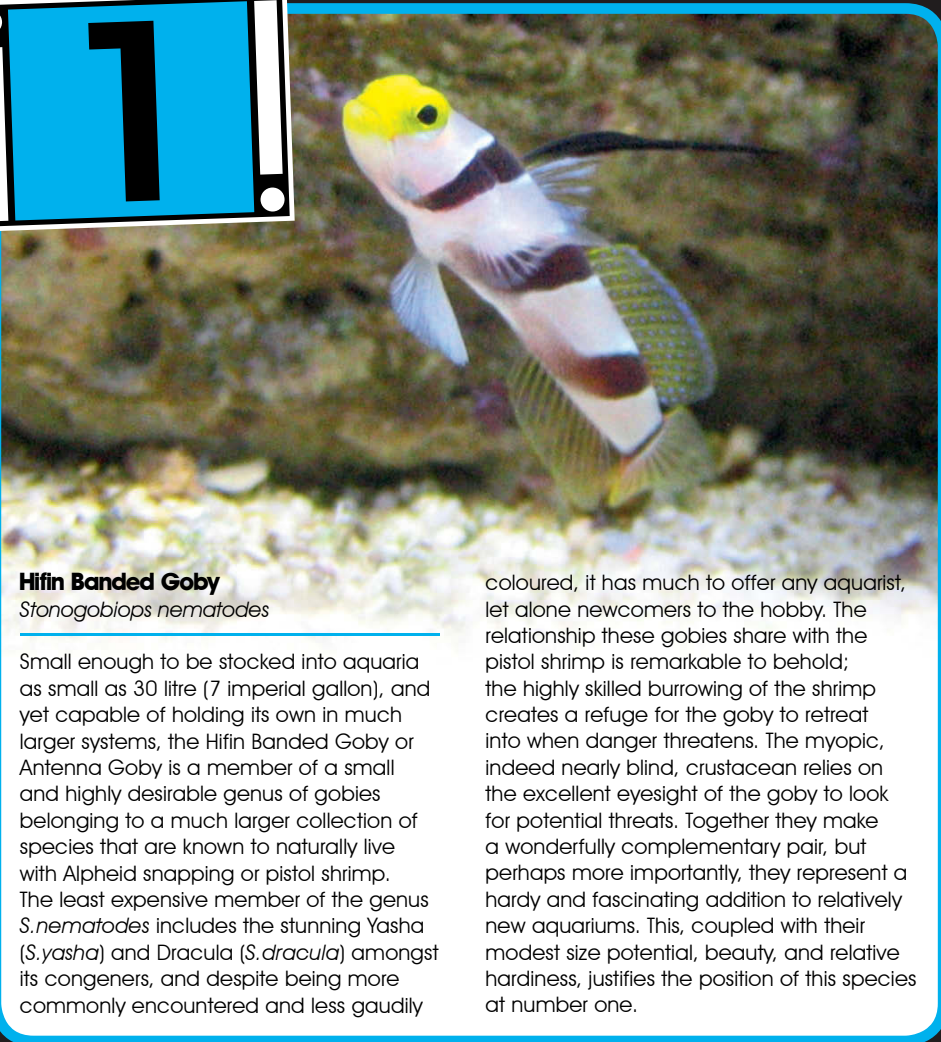 1
Hifin Banded Goby
Stonogobiops nematodes
Small enough to be stocked into aquaria
as small as 30 litre (7 imperial gallon), and
yet capable of holding its own in much
larger systems, the Hifin Banded Goby or
Antenna Goby is a member of a small
and highly desirable genus of gobies
belonging to a much larger collection of
species that are known to naturally live
with Alpheid snapping or pistol shrimp.
The least expensive member of the genus
S.nematodes includes the stunning Yasha
(S.yasha) and Dracula (S.dracula) amongst
its congeners, and despite being more
commonly encountered and less gaudily
coloured, it has much to offer any aquarist,
let alone newcomers to the hobby. The
relationship these gobies share with the
pistol shrimp is remarkable to behold;
the highly skilled burrowing of the shrimp
creates a refuge for the goby to retreat
into when danger threatens. The myopic,
indeed nearly blind, crustacean relies on
the excellent eyesight of the goby to look
for potential threats. Together they make
a wonderfully complementary pair, but
perhaps more importantly, they represent a
hardy and fascinating addition to relatively
new aquariums. This, coupled with their
modest size potential, beauty, and relative
hardiness, justifies the position of this species
at number one.